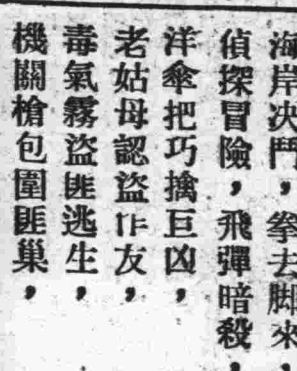 海岸決鬥，拳去脚來，
偵探冒險，飛彈暗殺，
洋傘把巧擒巨凶，
老姑母認盜作友，
毒氣霧盜匪逃生，
機關槍包圍匪巢，